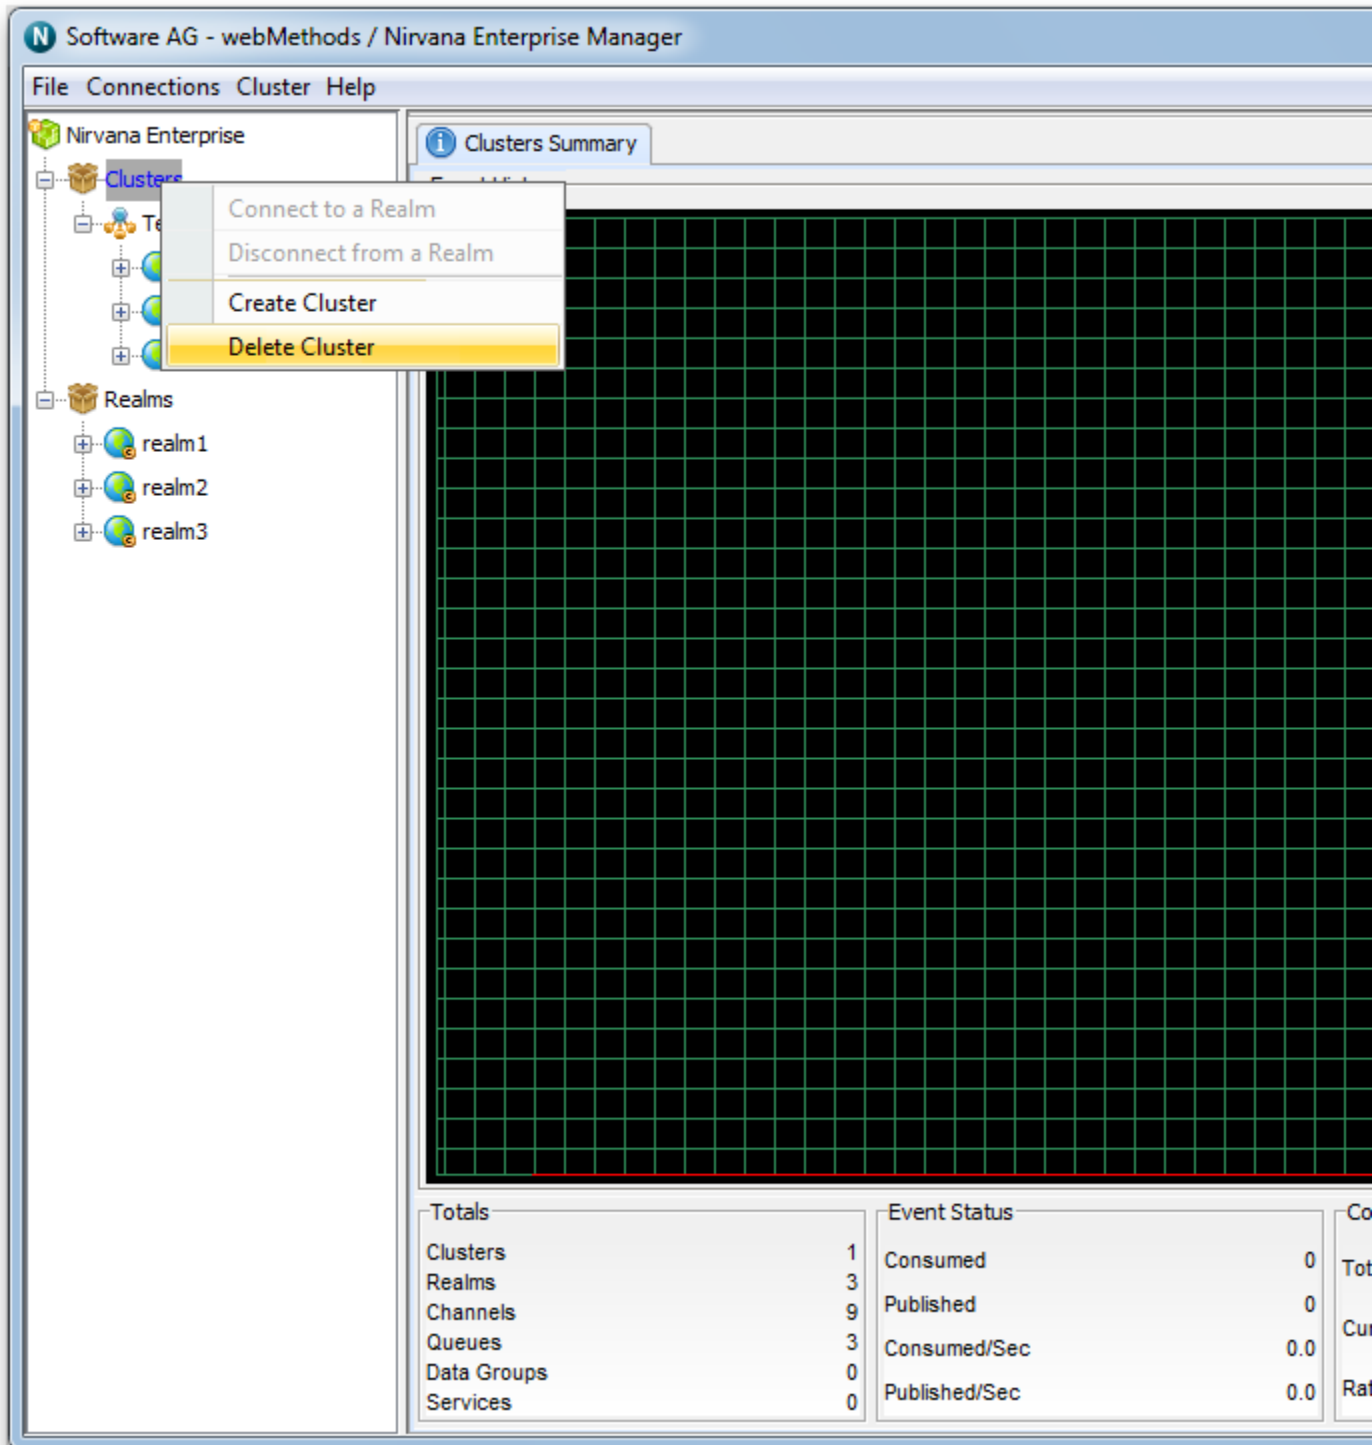 Software AG - webMethods / Nirvana Enterprise Manager
File Connections Cluster Help
Nirvana Enterprise
Clusters
Connect to a Realm
Disconnect from a Realm
Create Cluster
Delete Cluster
Realms
realm1
realm2
realm3
Clusters Summary
Totals
Clusters 1
Realms 3
Channels 9
Queues 3
Data Groups 0
Services 0
Event Status
Consumed 0
Published 0
Consumed/Sec 0.0
Published/Sec 0.0